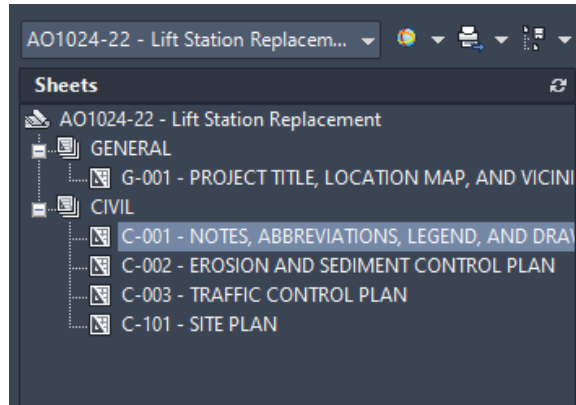 AO1024-22 - Lift Station Replacem...
Sheets
AO1024-22 - Lift Station Replacement
GENERAL
G-001 - PROJECT TITLE, LOCATION MAP, AND VICINI
CIVIL
C-001 - NOTES, ABBREVIATIONS, LEGEND, AND DRA
C-002 - EROSION AND SEDIMENT CONTROL PLAN
C-003 - TRAFFIC CONTROL PLAN
C-101 - SITE PLAN